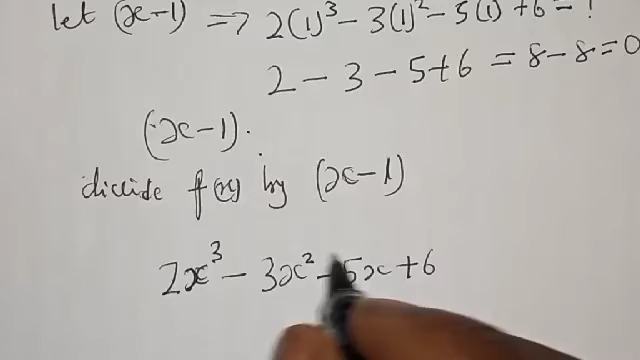 let (x-1) => 2(1)³ - 3(1)² - 5(1) + 6 = !
2 - 3 - 5 + 6 = 8 - 8 = 0
(x-1).
divide f(x) by (x-1)
2x³ - 3x² - 5x + 6